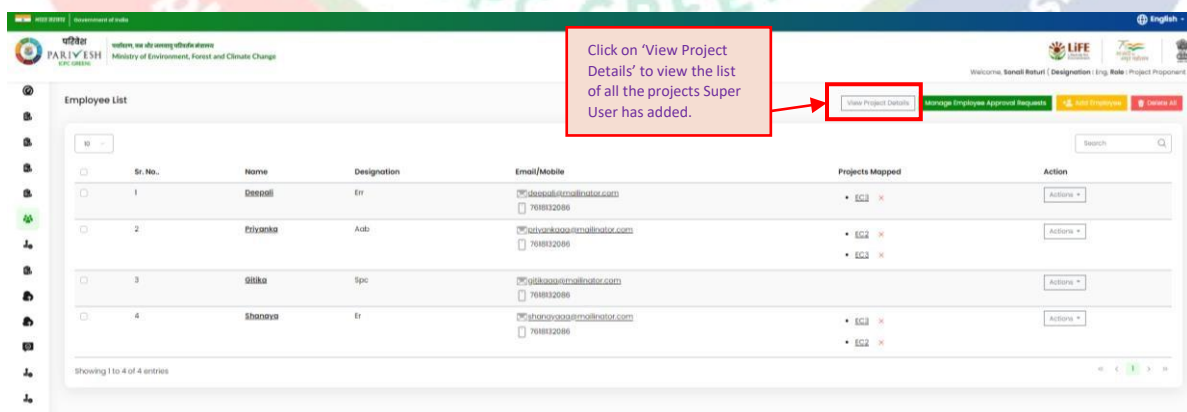 भारत सरकार Government of India
English
परिवेश
PARIVESH
CPC GREEN
पर्यावरण, वन और जलवायु परिवर्तन मंत्रालय
Ministry of Environment, Forest and Climate Change
LiFE
Welcome, Sonali Raturi ( Designation : Eng, Role : Project Proponent
Click on ‘View Project
Details’ to view the list
of all the projects Super
User has added.
Employee List
View Project Details
Manage Employee Approval Requests
Add Employee
Delete All
10
Search
Sr. No.. Name Designation Email/Mobile Projects Mapped Action
1 Deepali Err deepali@mailinator.com • EC3 × Actions
7618132086
2 Priyanka Aab priyankaaa@mailinator.com • EC2 × Actions
7618132086 • EC3 ×
3 Gitika Spc gitikaaa@mailinator.com Actions
7618132086
4 Shanaya Er shanayaaa@mailinator.com • EC3 × Actions
7618132086 • EC2 ×
Showing 1 to 4 of 4 entries
« < 1 > »